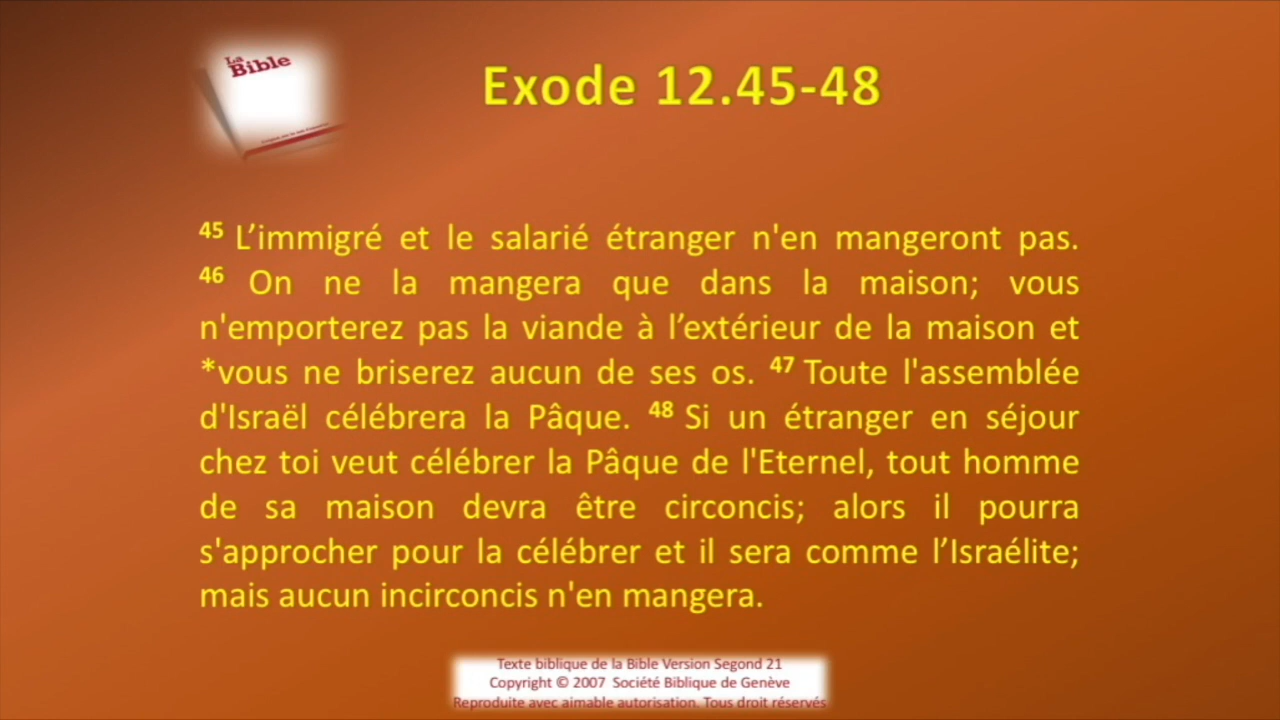 La
Bible
Exode 12.45-48
45 L’immigré et le salarié étranger n'en mangeront pas.
46 On ne la mangera que dans la maison; vous
n'emporterez pas la viande à l’extérieur de la maison et
*vous ne briserez aucun de ses os. 47 Toute l'assemblée
d'Israël célébrera la Pâque. 48 Si un étranger en séjour
chez toi veut célébrer la Pâque de l'Eternel, tout homme
de sa maison devra être circoncis; alors il pourra
s'approcher pour la célébrer et il sera comme l’Israélite;
mais aucun incirconcis n'en mangera.
Texte biblique de la Bible Version Segond 21
Copyright © 2007 Société Biblique de Genève
Reproduite avec aimable autorisation. Tous droit réservés